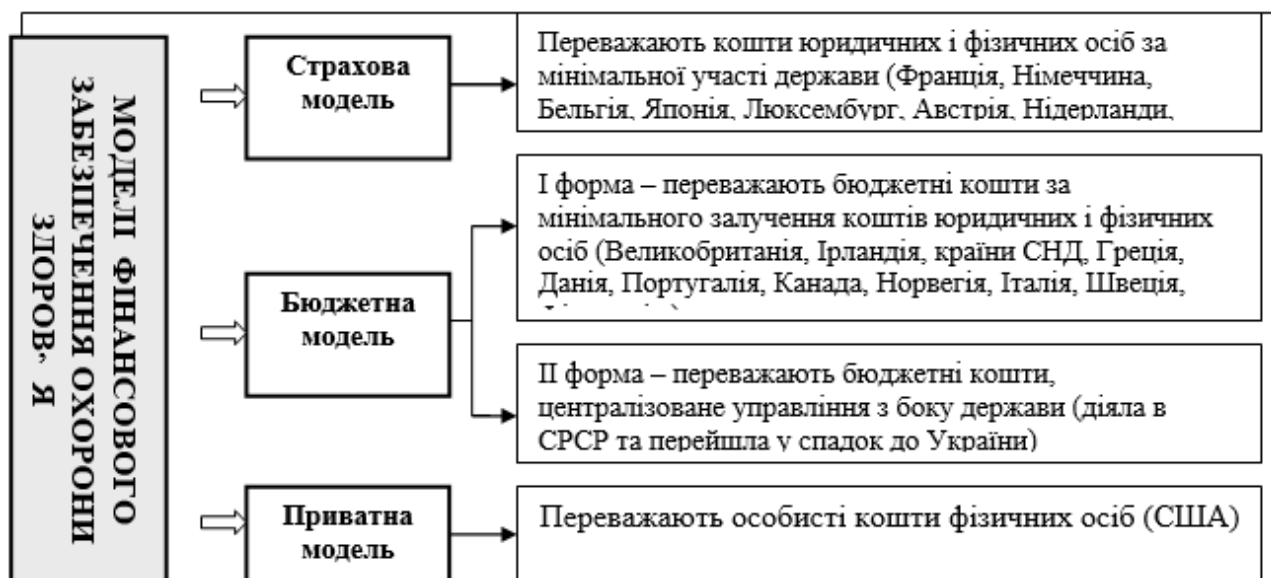 МОДЕЛІ ФІНАНСОВОГО
ЗАБЕЗПЕЧЕННЯ ОХОРОНИ
ЗДОРОВ, Я
Страхова
модель
Переважають кошти юридичних і фізичних осіб за
мінімальної участі держави (Франція, Німеччина,
Бельгія, Японія, Люксембург, Австрія, Нідерланди,
Бюджетна
модель
І форма – переважають бюджетні кошти за
мінімального залучення коштів юридичних і фізичних
осіб (Великобританія, Ірландія, країни СНД, Греція,
Данія, Португалія, Канада, Норвегія, Італія, Швеція,
ІІ форма – переважають бюджетні кошти,
централізоване управління з боку держави (діяла в
СРСР та перейшла у спадок до України)
Приватна
модель
Переважають особисті кошти фізичних осіб (США)